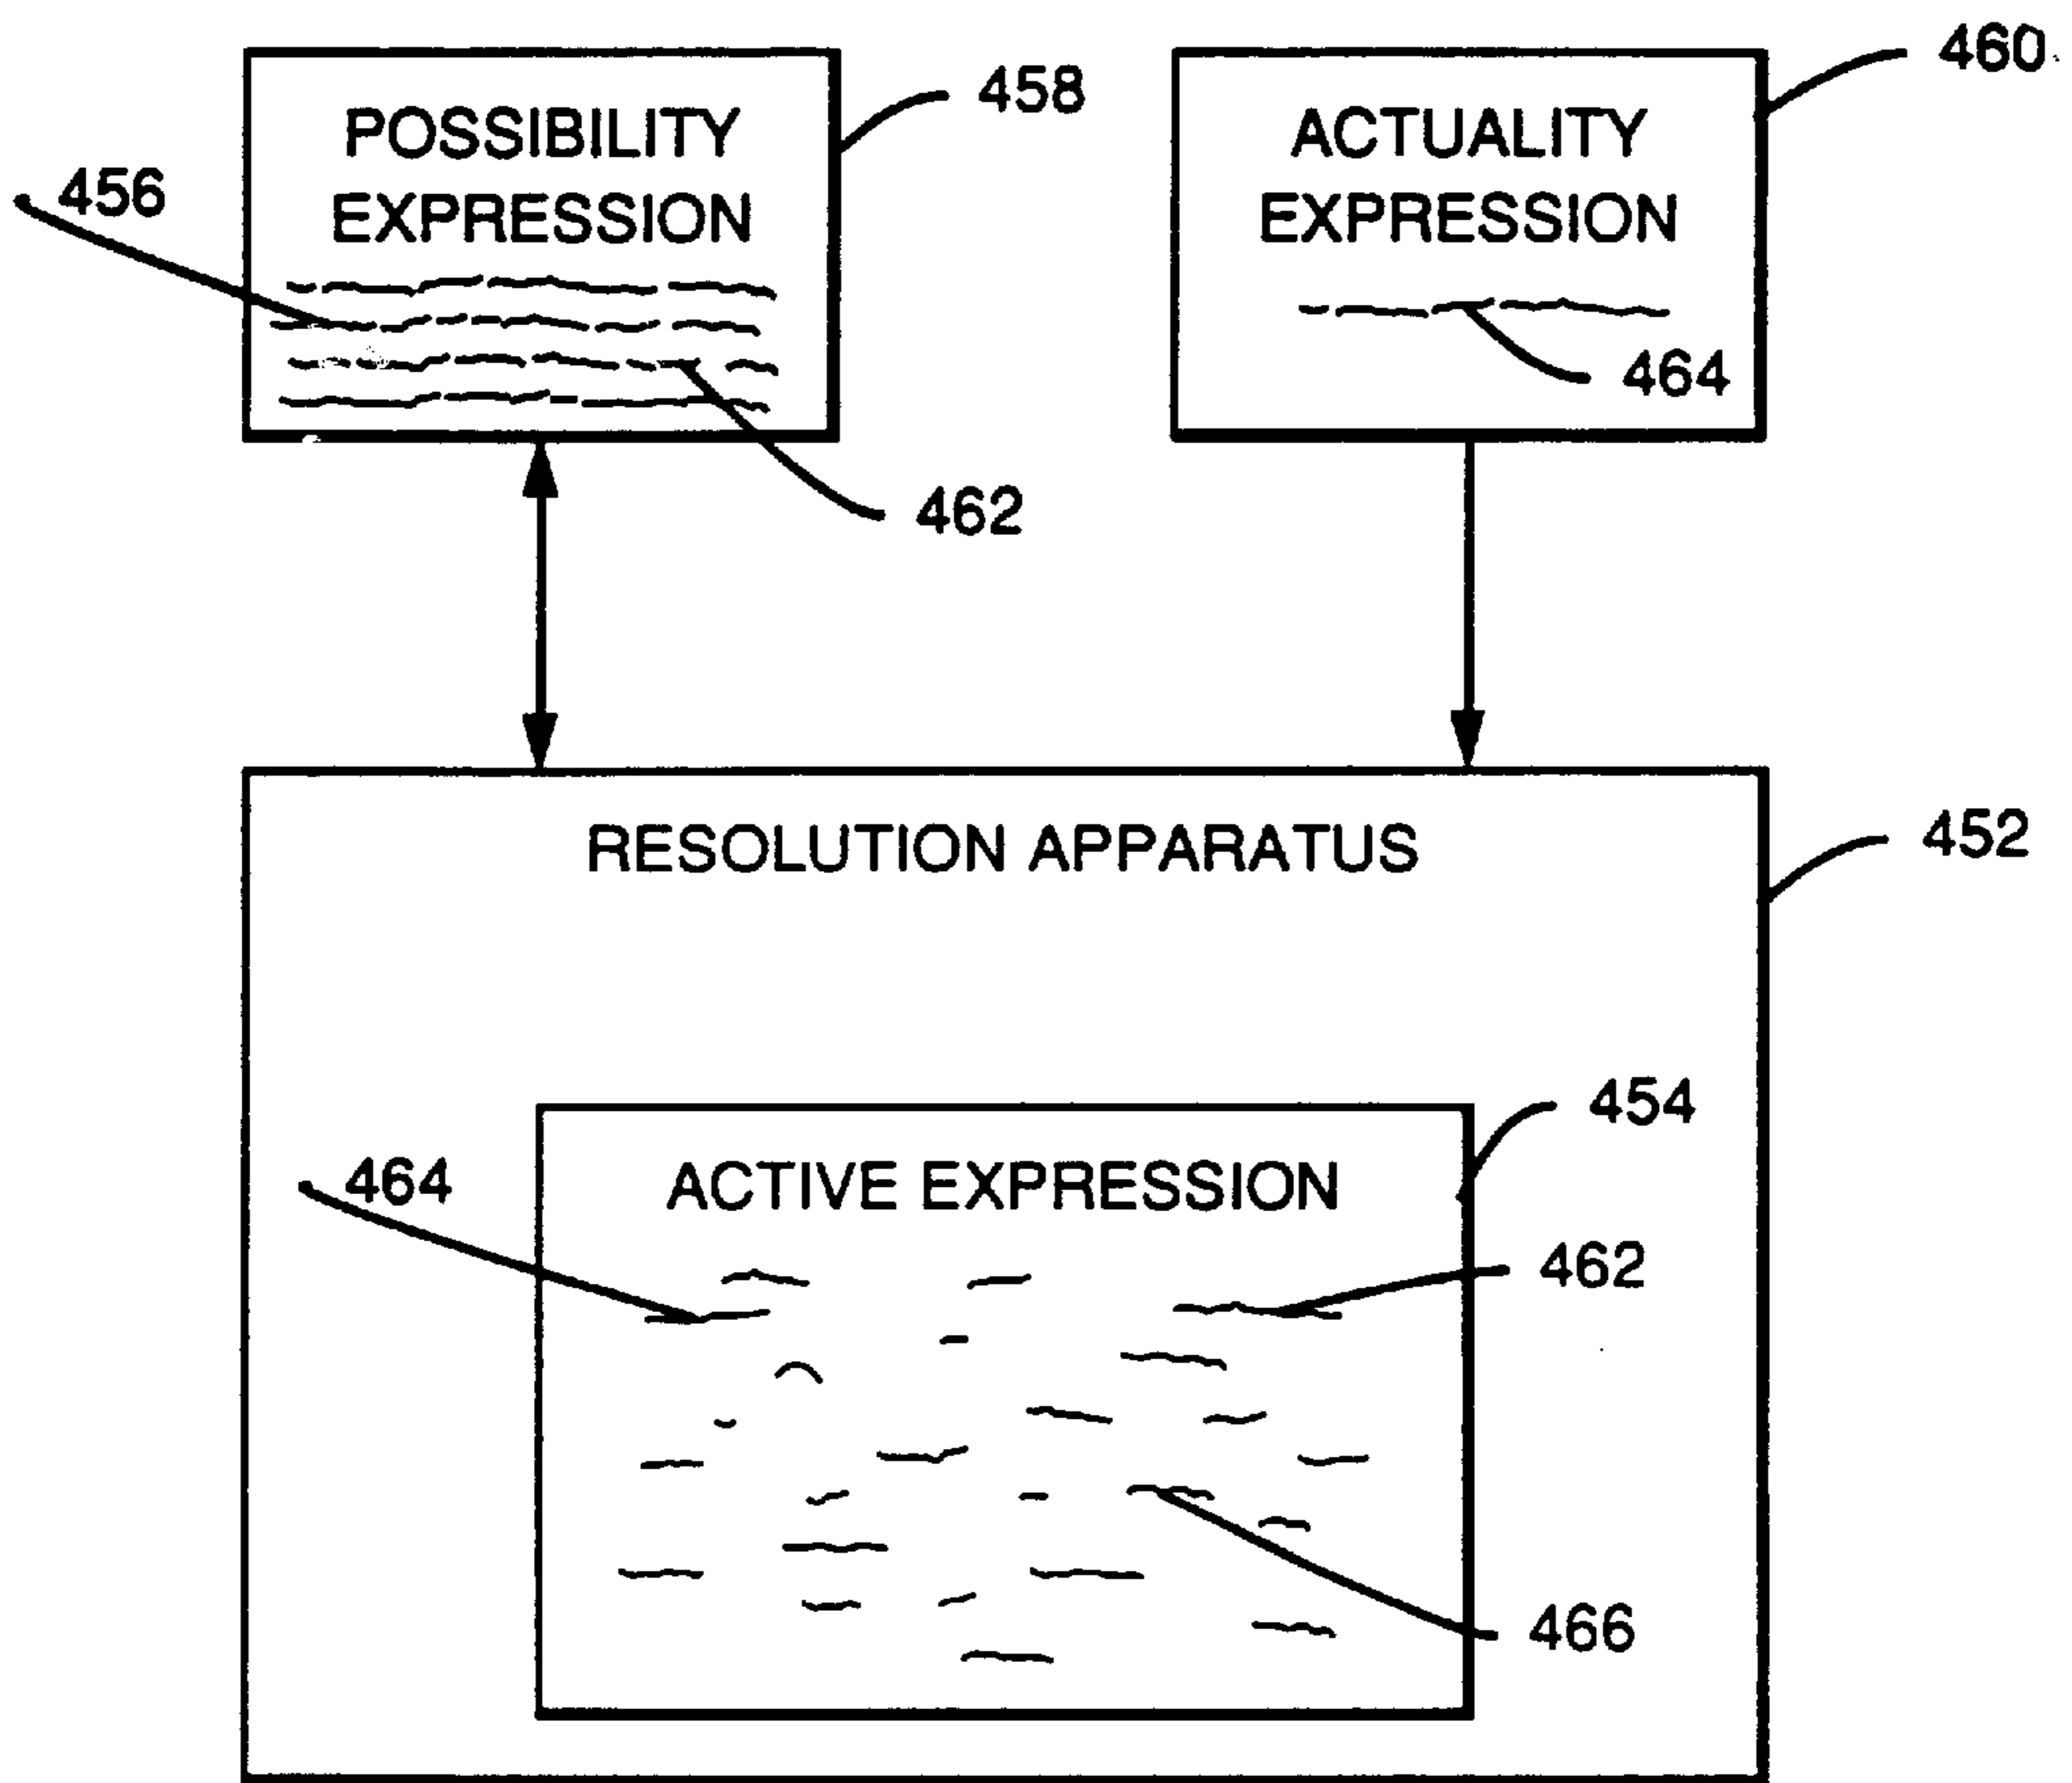 460
458
POSSIBILITY
EXPRESSION
ACTUALITY
EXPRESSION
456
464
462
RESOLUTION APPARATUS
452
454
ACTIVE EXPRESSION
464
462
466